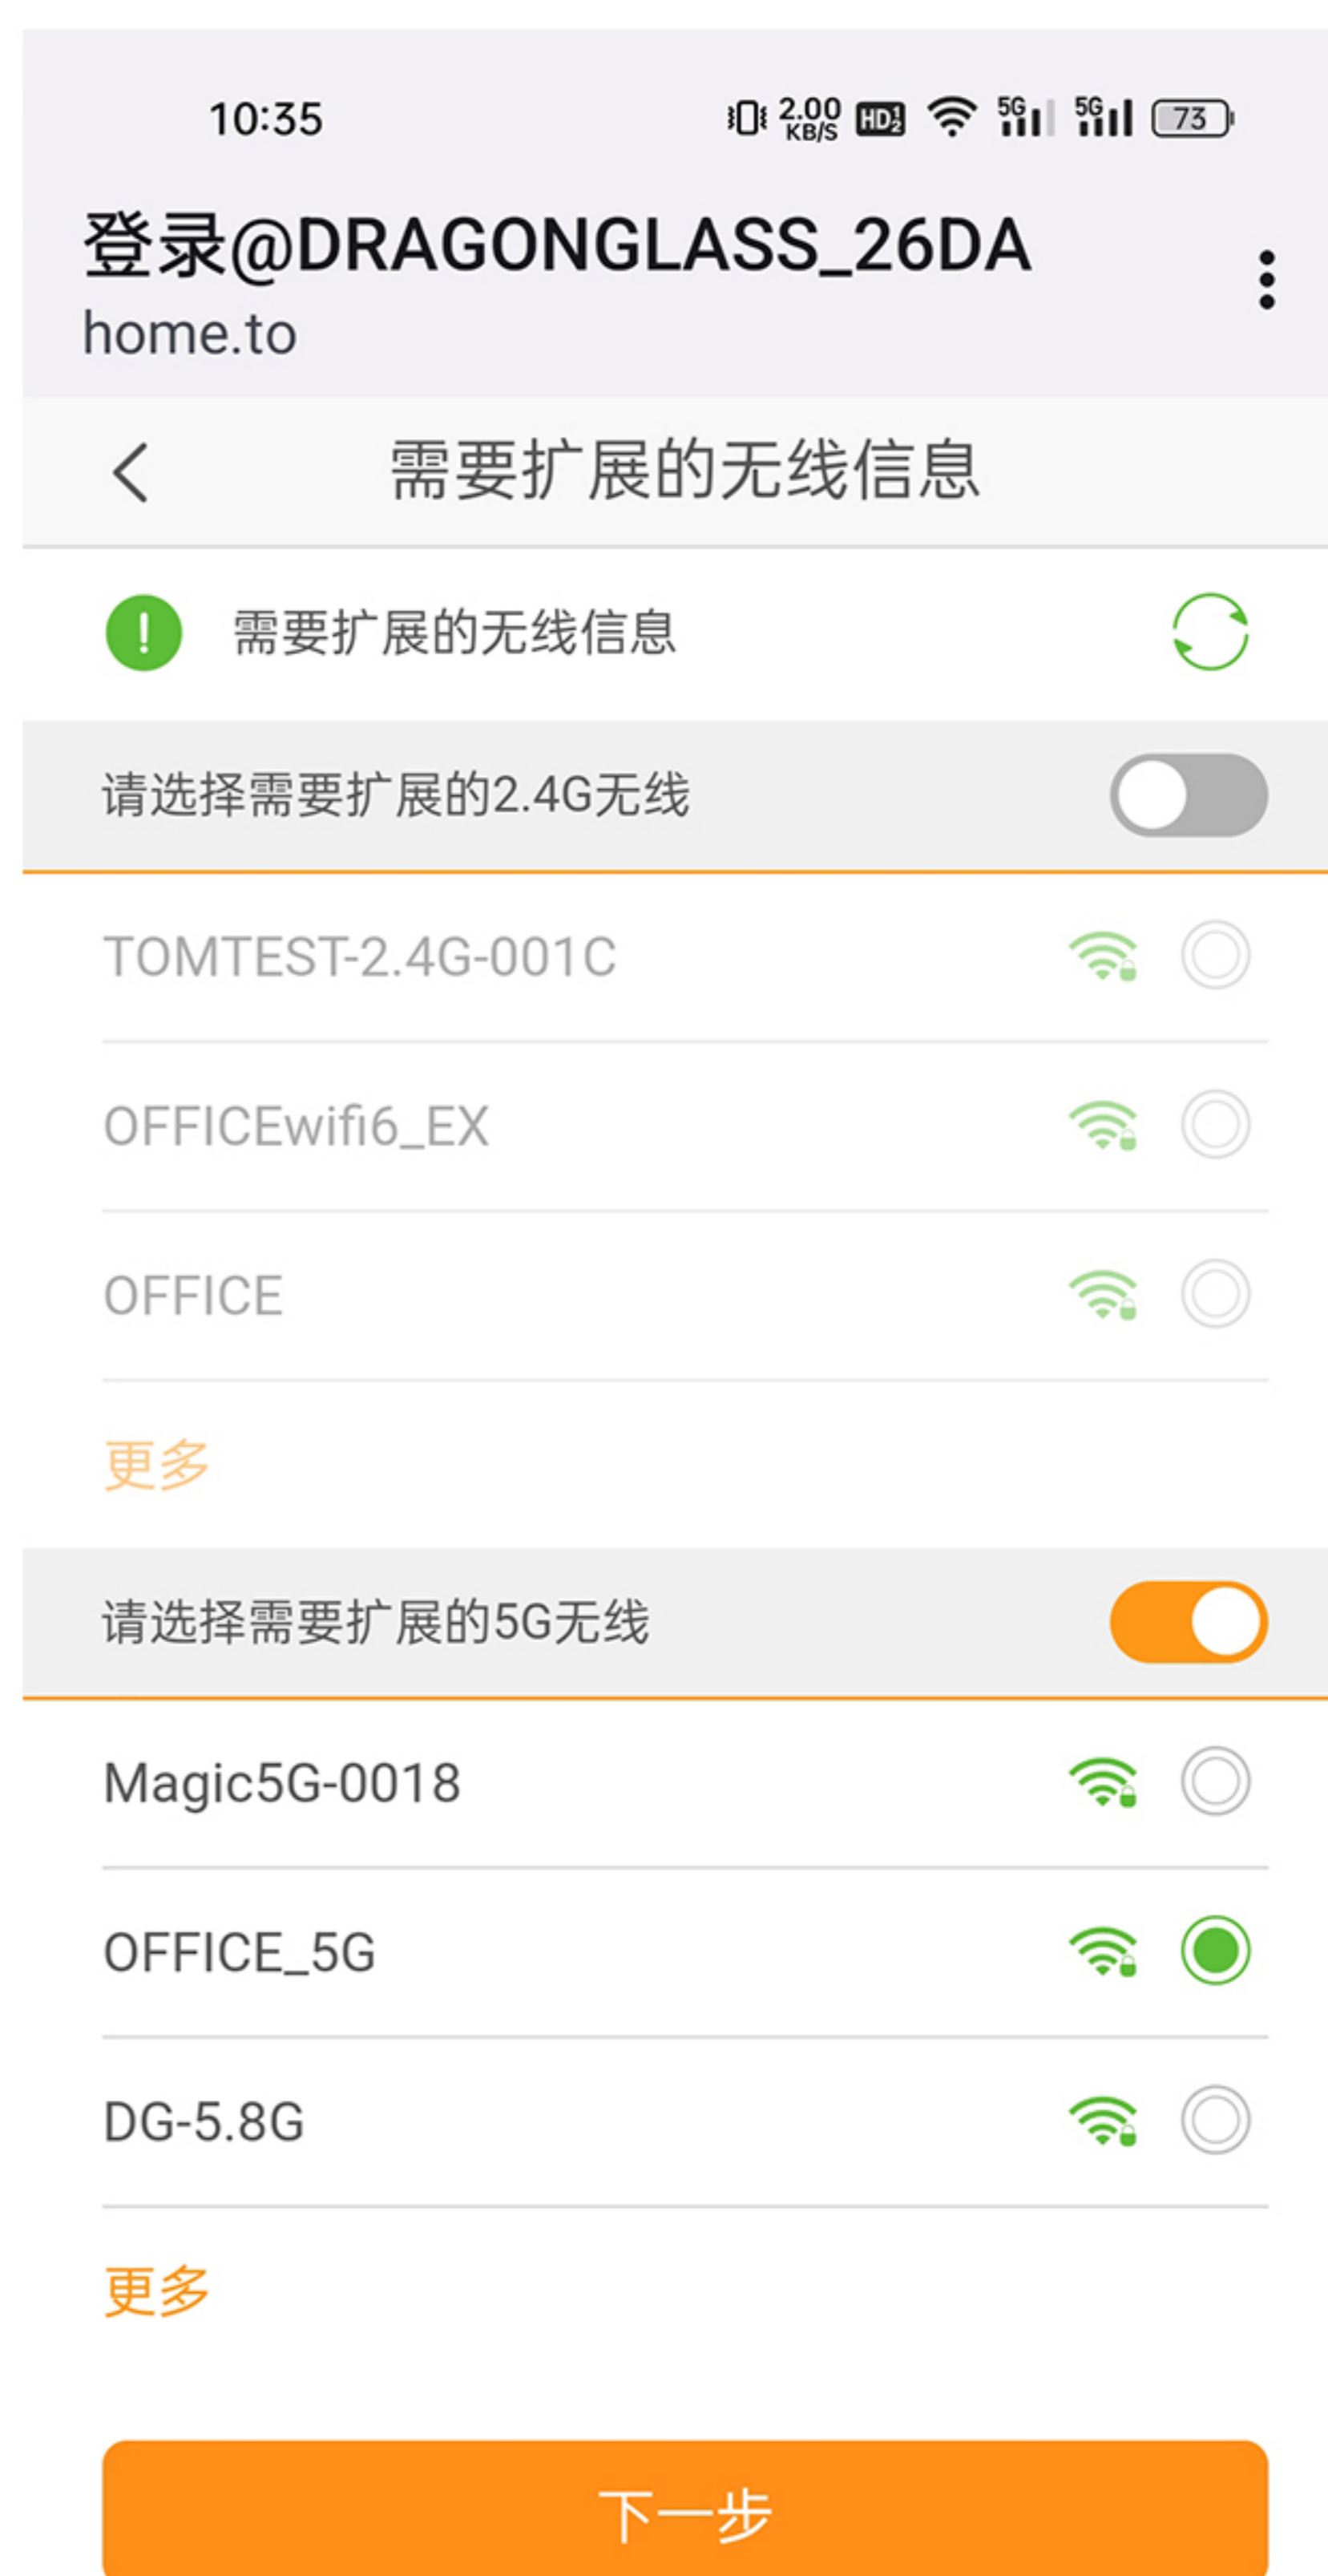 10:35 2.00 KB/S HD 5G 5G 73
登录@DRAGONGLASS_26DA
home.to
需要扩展的无线信息
需要扩展的无线信息
请选择需要扩展的2.4G无线
TOMTEST-2.4G-001C
OFFICEwifi6_EX
OFFICE
更多
请选择需要扩展的5G无线
Magic5G-0018
OFFICE_5G
DG-5.8G
更多
下一步